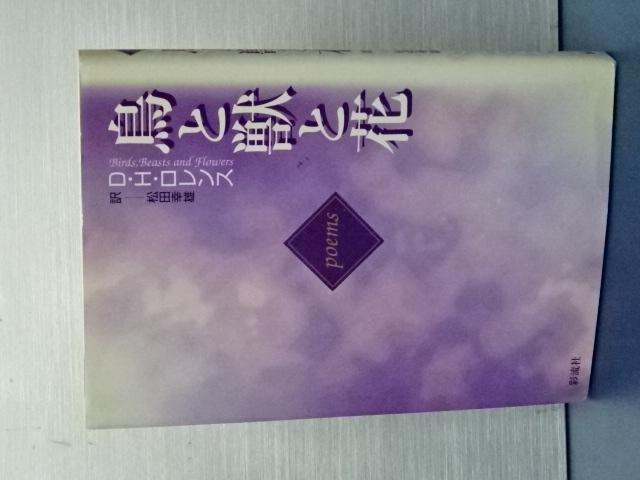 鳥と獣と花
Birds, Beasts and Flowers
D・H・ロレンス
訳──松田幸雄
poems
彩流社